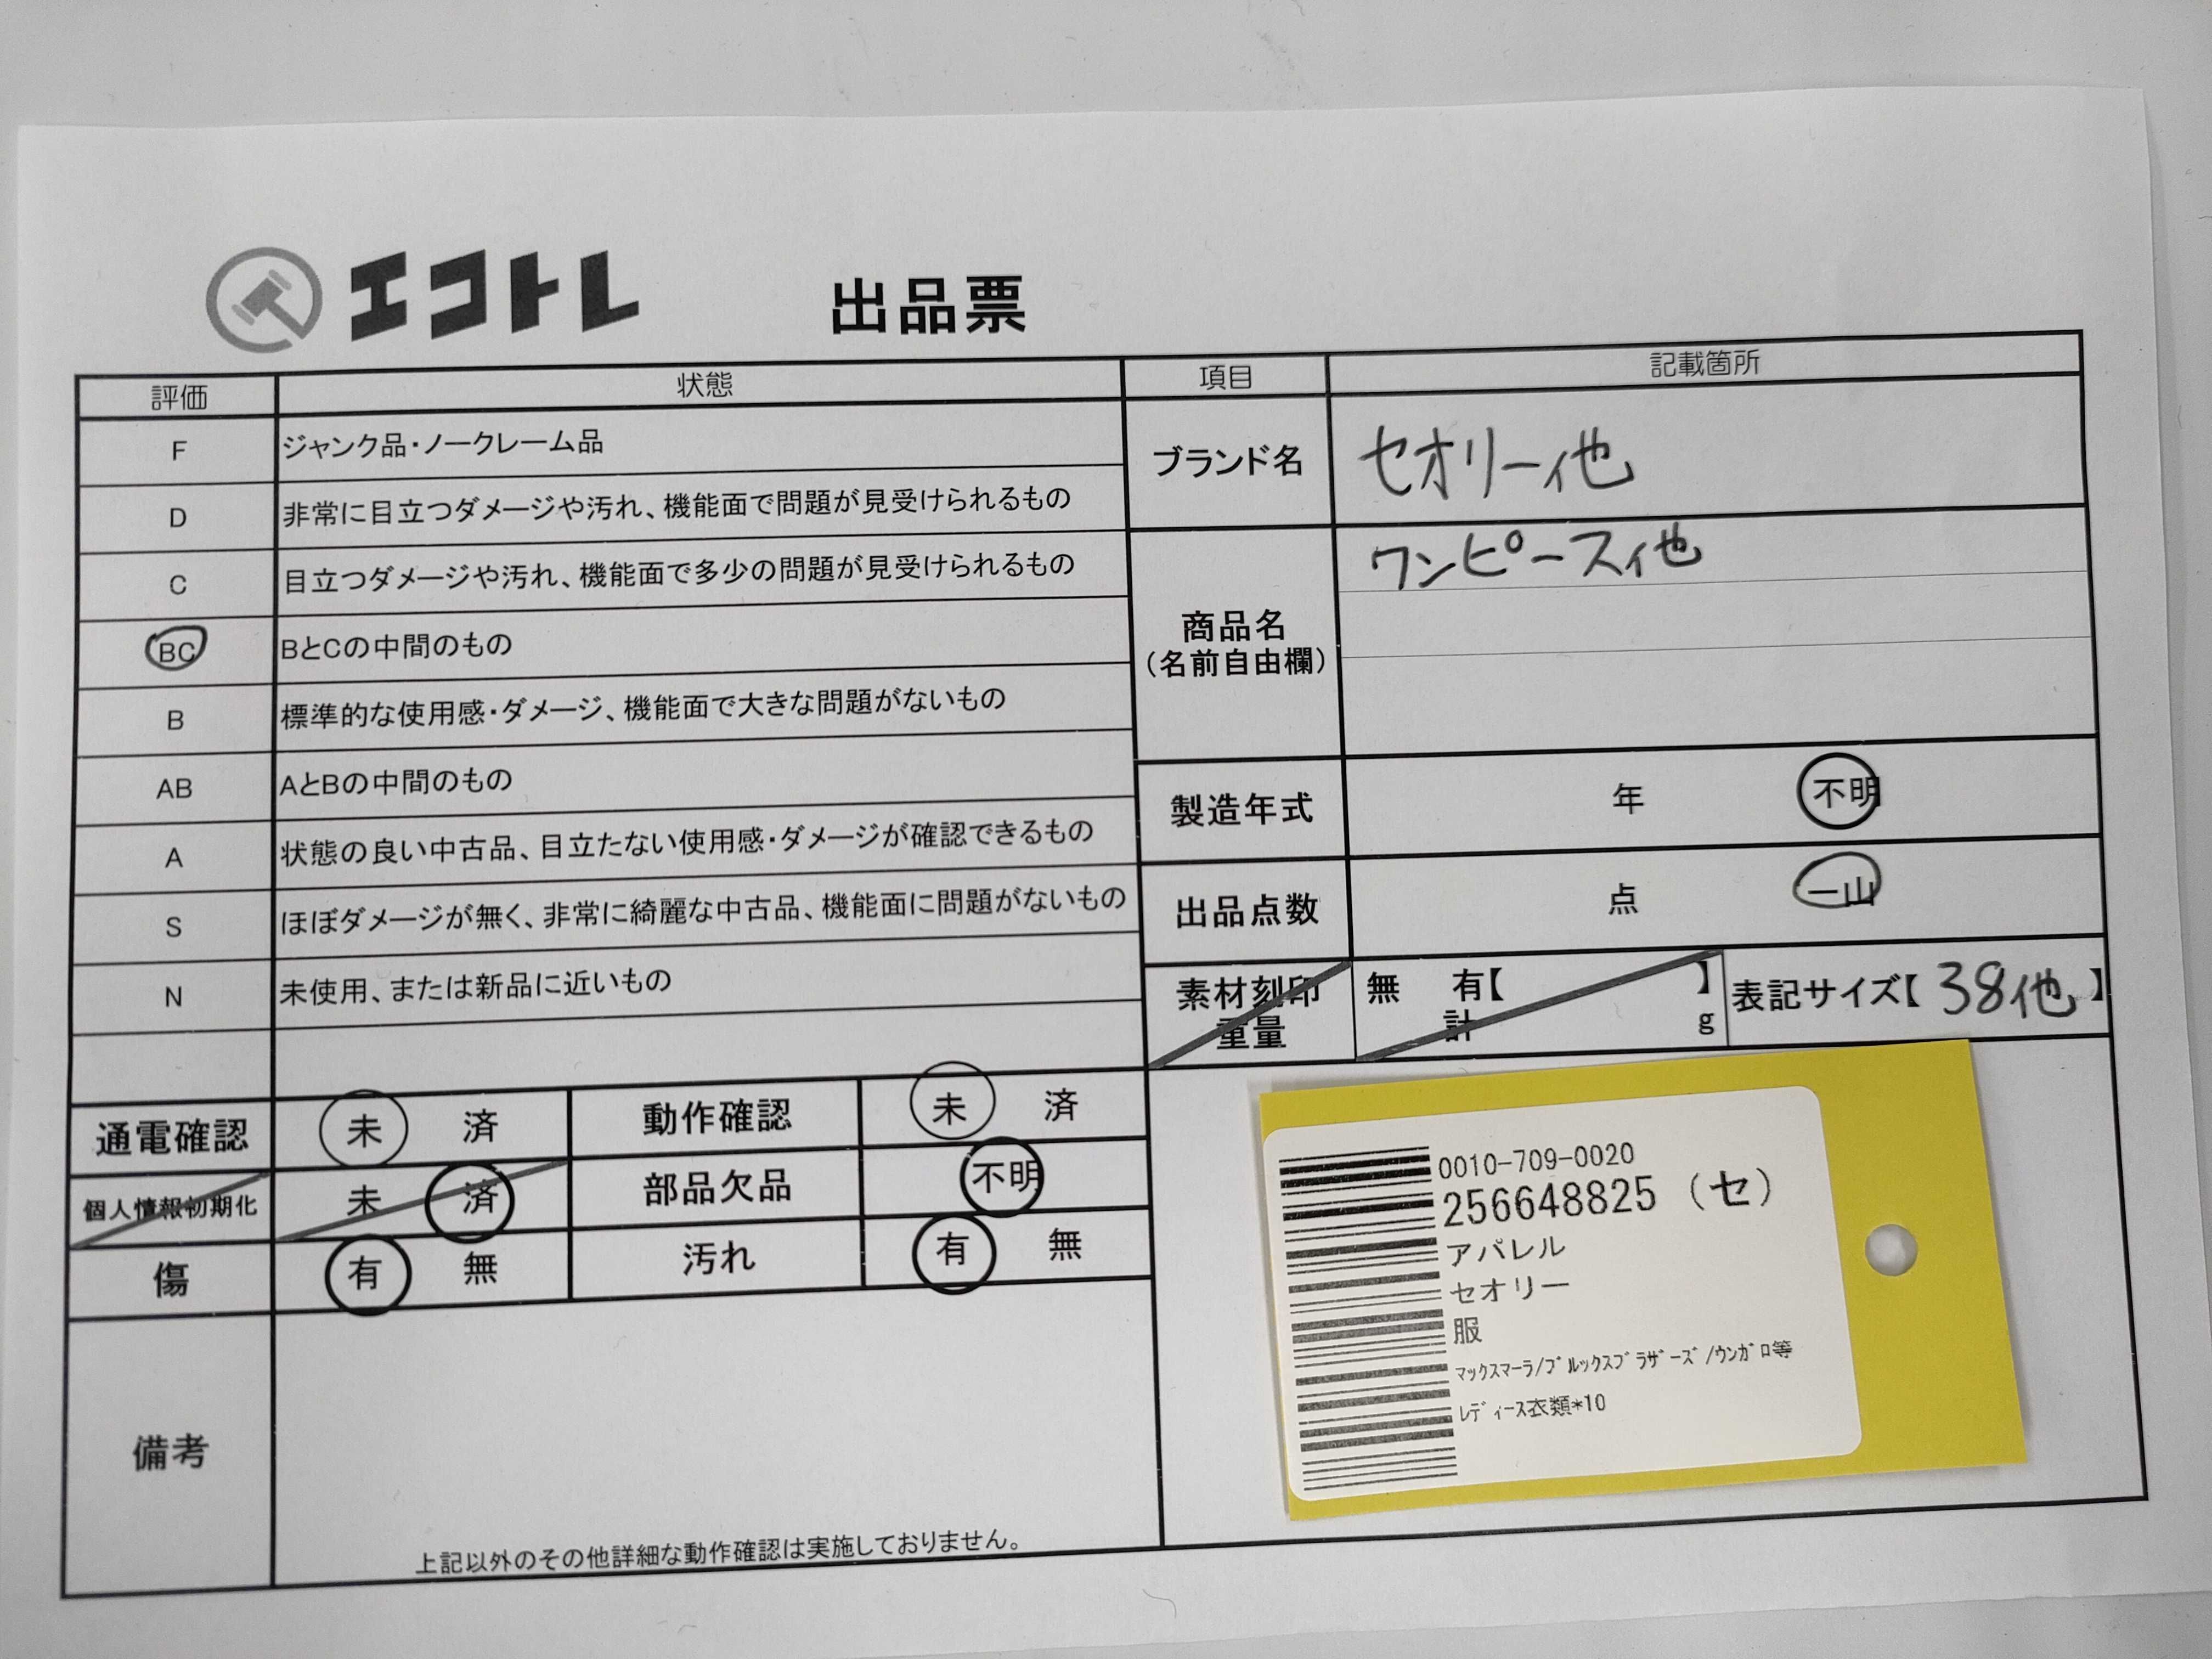 エコトレ 出品票
評価 状態 項目 記載箇所
F ジャンク品・ノークレーム品
D 非常に目立つダメージや汚れ、機能面で問題が見受けられるもの
C 目立つダメージや汚れ、機能面で多少の問題が見受けられるもの
BC BとCの中間のもの
B 標準的な使用感・ダメージ、機能面で大きな問題がないもの
AB AとBの中間のもの
A 状態の良い中古品、目立たない使用感・ダメージが確認できるもの
S ほぼダメージが無く、非常に綺麗な中古品、機能面に問題がないもの
N 未使用、または新品に近いもの
ブランド名 セオリー他
商品名 ワンピース他
（名前自由欄）
製造年式 年 不明
出品点数 点 一山
素材刻印 無 有【 】 表記サイズ【38他】
重量 計 g
通電確認 未 済 動作確認 未 済
個人情報初期化 未 済 部品欠品 不明
傷 有 無 汚れ 有 無
備考
上記以外のその他詳細な動作確認は実施しておりません。
0010-709-0020
256648825（セ）
アパレル
セオリー
服
ﾏｯｸｽﾏｰﾗ/ﾌﾞﾙｯｸｽﾌﾞﾗｻﾞｰｽﾞ/ｳﾝｶﾞﾛ等
ﾚﾃﾞｨｰｽ衣類*10